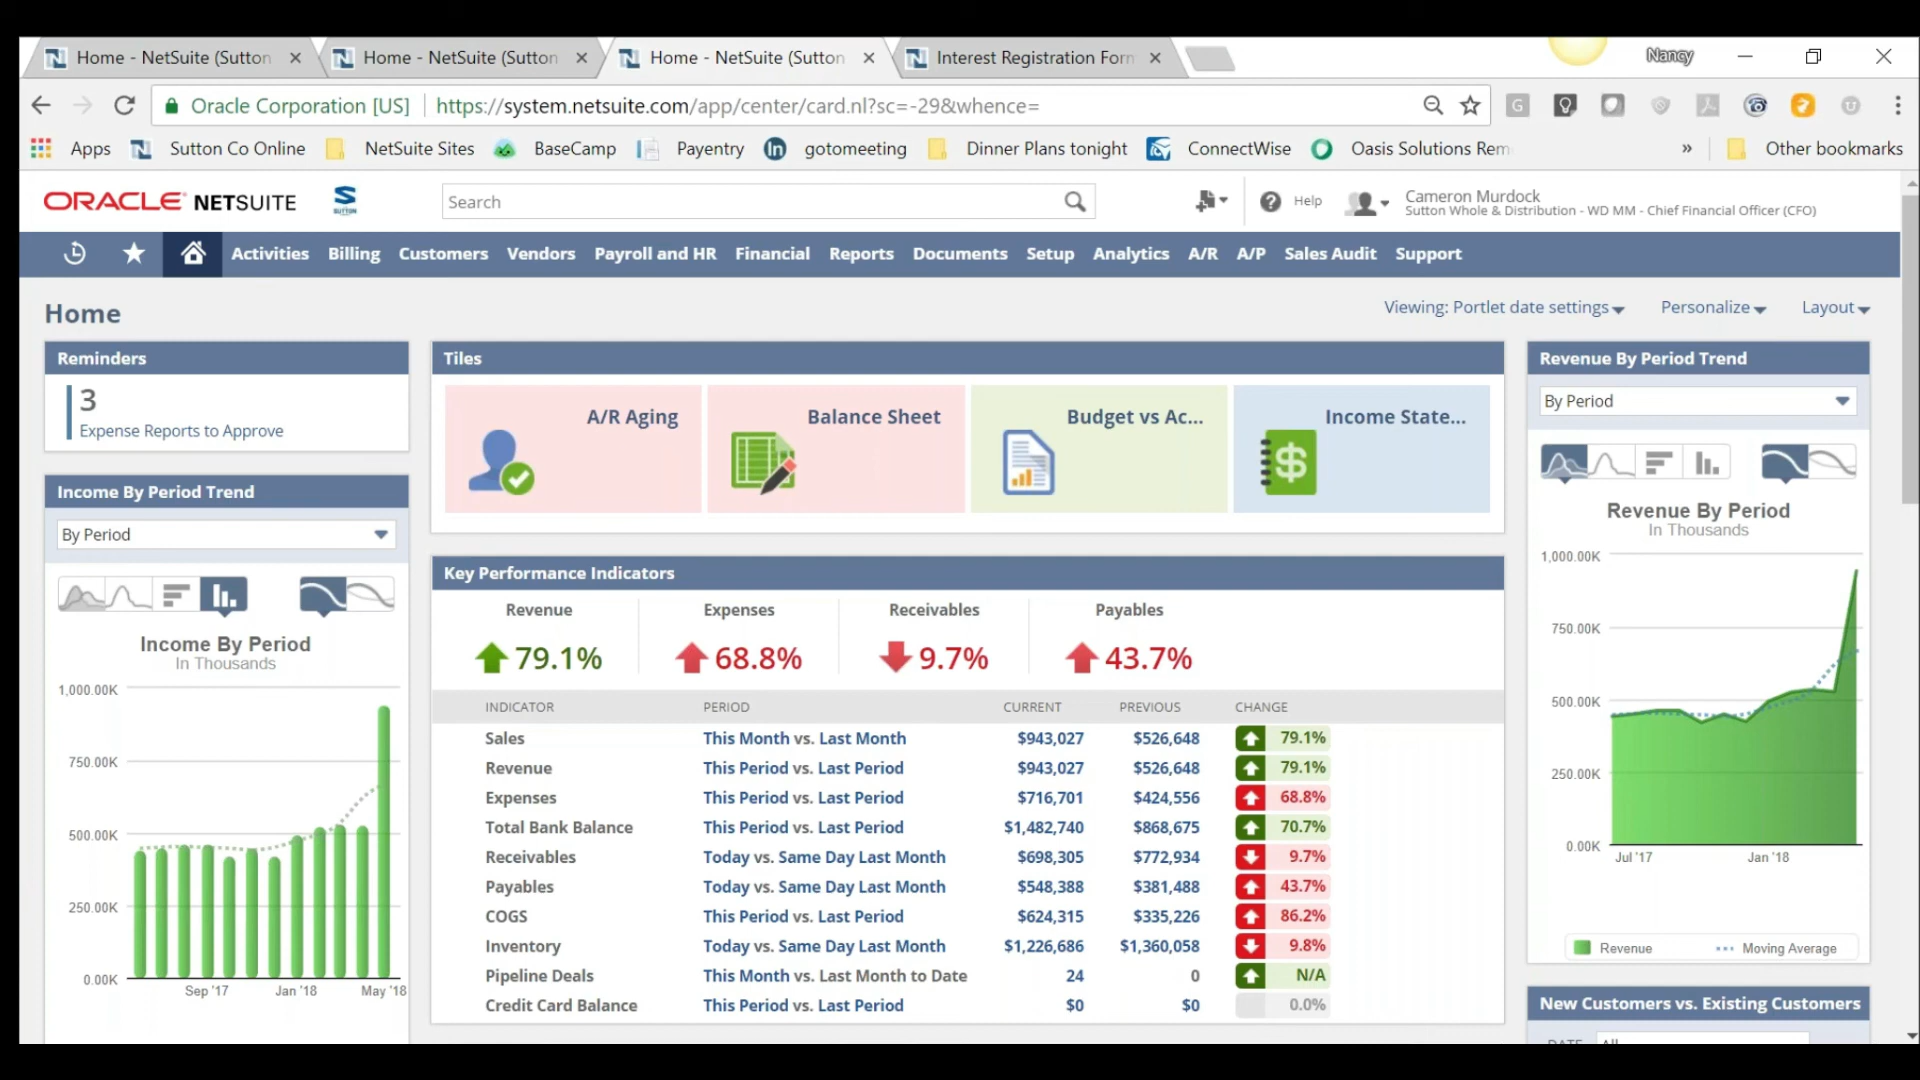 Home - NetSuite (Sutton
Home - NetSuite (Sutton
Home - NetSuite (Sutton
Interest Registration Form
Nancy
Oracle Corporation [US]
https://system.netsuite.com/app/center/card.nl?sc=-29&whence=
Apps
Sutton Co Online
NetSuite Sites
BaseCamp
Payentry
gotomeeting
Dinner Plans tonight
ConnectWise
Oasis Solutions Rem
»
Other bookmarks
ORACLE NETSUITE
SUTTON
Search
Help
Cameron Murdock
Sutton Whole & Distribution - WD MM - Chief Financial Officer (CFO)
Activities
Billing
Customers
Vendors
Payroll and HR
Financial
Reports
Documents
Setup
Analytics
A/R
A/P
Sales Audit
Support
Home
Viewing: Portlet date settings
Personalize
Layout
Reminders
3
Expense Reports to Approve
Income By Period Trend
By Period
Income By Period
In Thousands
1,000.00K
750.00K
500.00K
250.00K
0.00K
Sep '17
Jan '18
May '18
Tiles
A/R Aging
Balance Sheet
Budget vs Ac...
Income State...
Key Performance Indicators
Revenue
Expenses
Receivables
Payables
79.1%
68.8%
9.7%
43.7%
INDICATOR PERIOD CURRENT PREVIOUS CHANGE
Sales This Month vs. Last Month $943,027 $526,648 79.1%
Revenue This Period vs. Last Period $943,027 $526,648 79.1%
Expenses This Period vs. Last Period $716,701 $424,556 68.8%
Total Bank Balance This Period vs. Last Period $1,482,740 $868,675 70.7%
Receivables Today vs. Same Day Last Month $698,305 $772,934 9.7%
Payables Today vs. Same Day Last Month $548,388 $381,488 43.7%
COGS This Period vs. Last Period $624,315 $335,226 86.2%
Inventory Today vs. Same Day Last Month $1,226,686 $1,360,058 9.8%
Pipeline Deals This Month vs. Last Month to Date 24 0 N/A
Credit Card Balance This Period vs. Last Period $0 $0 0.0%
Revenue By Period Trend
By Period
Revenue By Period
In Thousands
1,000.00K
750.00K
500.00K
250.00K
0.00K
Jul '17
Jan '18
Revenue
Moving Average
New Customers vs. Existing Customers
DATE
All